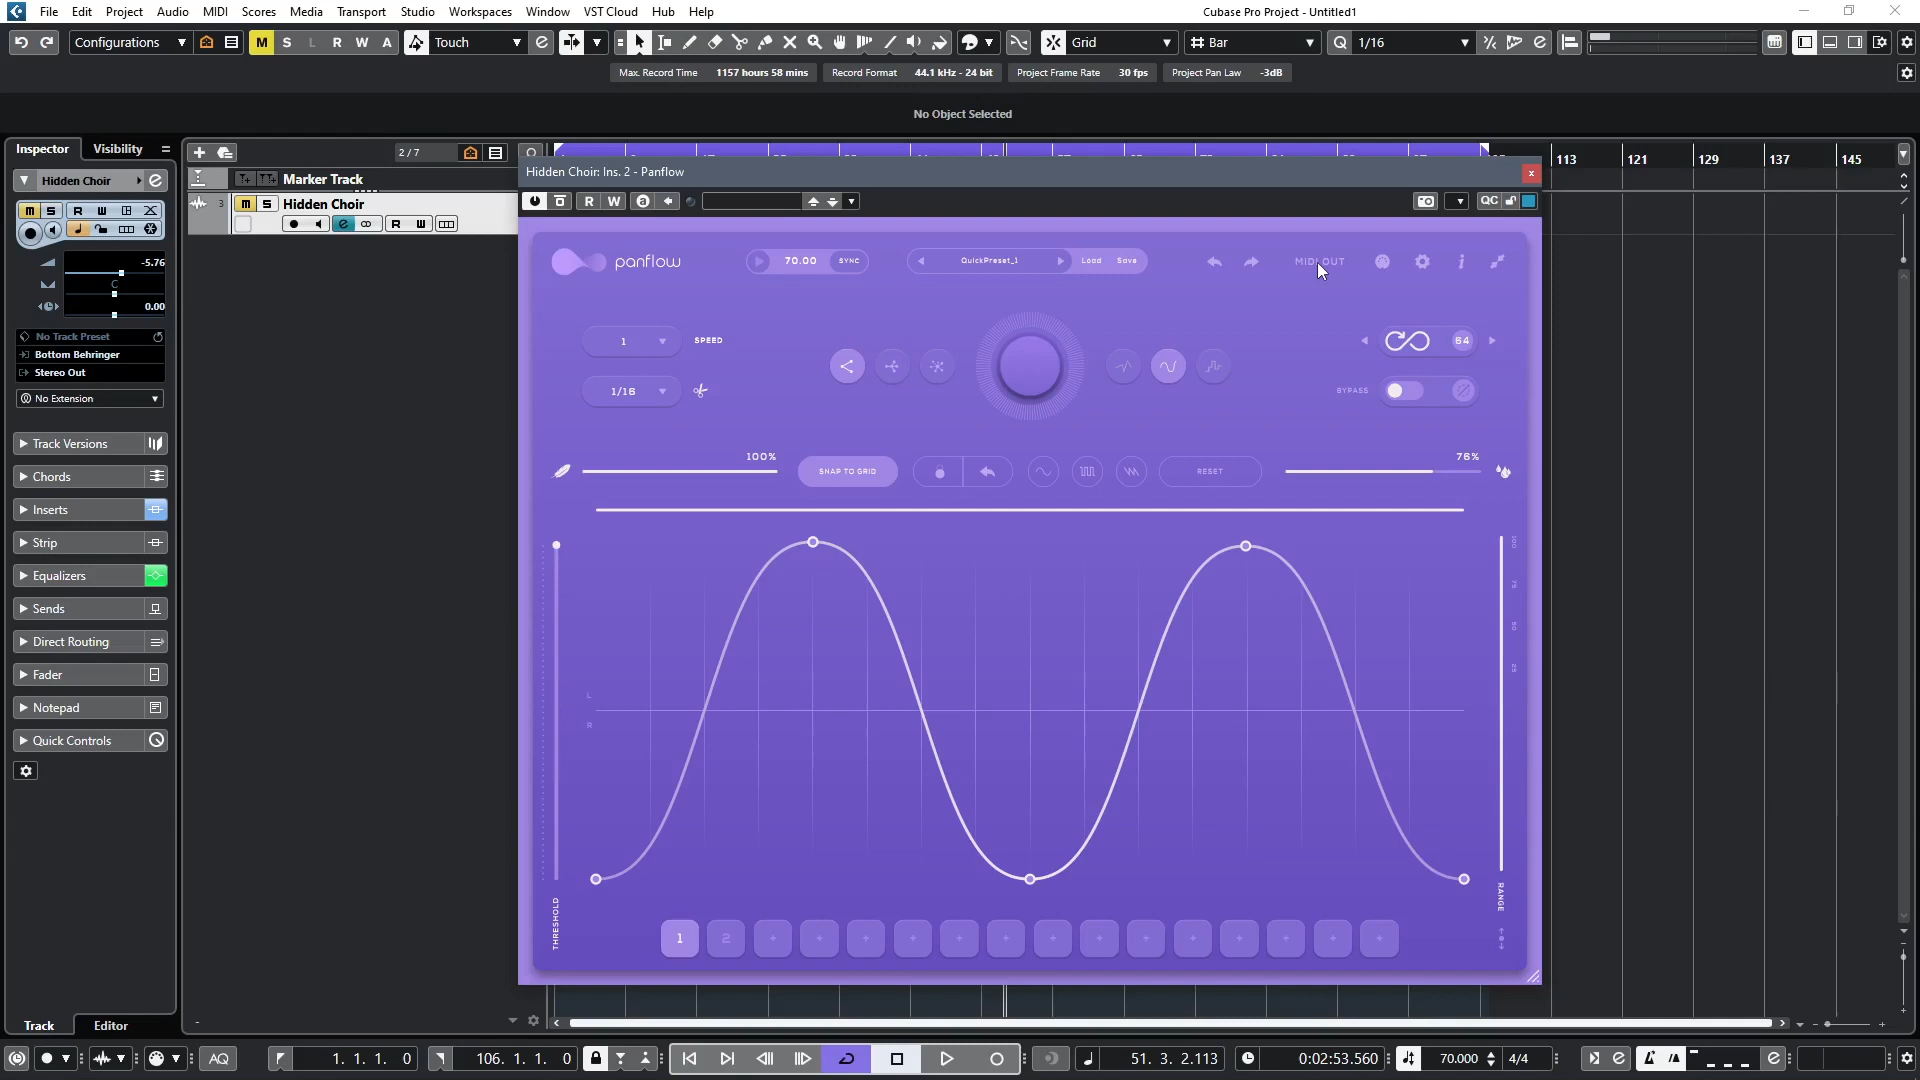 File Edit Project Audio MIDI Scores Media Transport Studio Workspaces Window VST Cloud Hub Help
Cubase Pro Project - Untitled1
Configurations M S L R W A Touch Grid Bar Q 1/16
Max. Record Time 1157 hours 58 mins Record Format 44.1 kHz - 24 bit Project Frame Rate 30 fps Project Pan Law -3dB
No Object Selected
Inspector Visibility
2/7
113 121 129 137 145
Hidden Choir
Marker Track
Hidden Choir: Ins. 2 - Panflow
3 M S Hidden Choir
M S R W
R W
R W a QC
-5.76
C
0.00
No Track Preset
Bottom Behringer
Stereo Out
No Extension
Track Versions
Chords
Inserts
Strip
Equalizers
Sends
Direct Routing
Fader
Notepad
Quick Controls
Track Editor
panflow 70.00 SYNC QuickPreset_1 Load Save MIDI OUT i
1 SPEED 64
1/16 BYPASS
100% 76%
SNAP TO GRID RESET
100
75
50
25
L
R
THRESHOLD
RANGE
1 2 + + + + + + + + + + + + + +
AQ 1. 1. 1. 0 106. 1. 1. 0 51. 3. 2.113 0:02:53.560 70.000 4/4